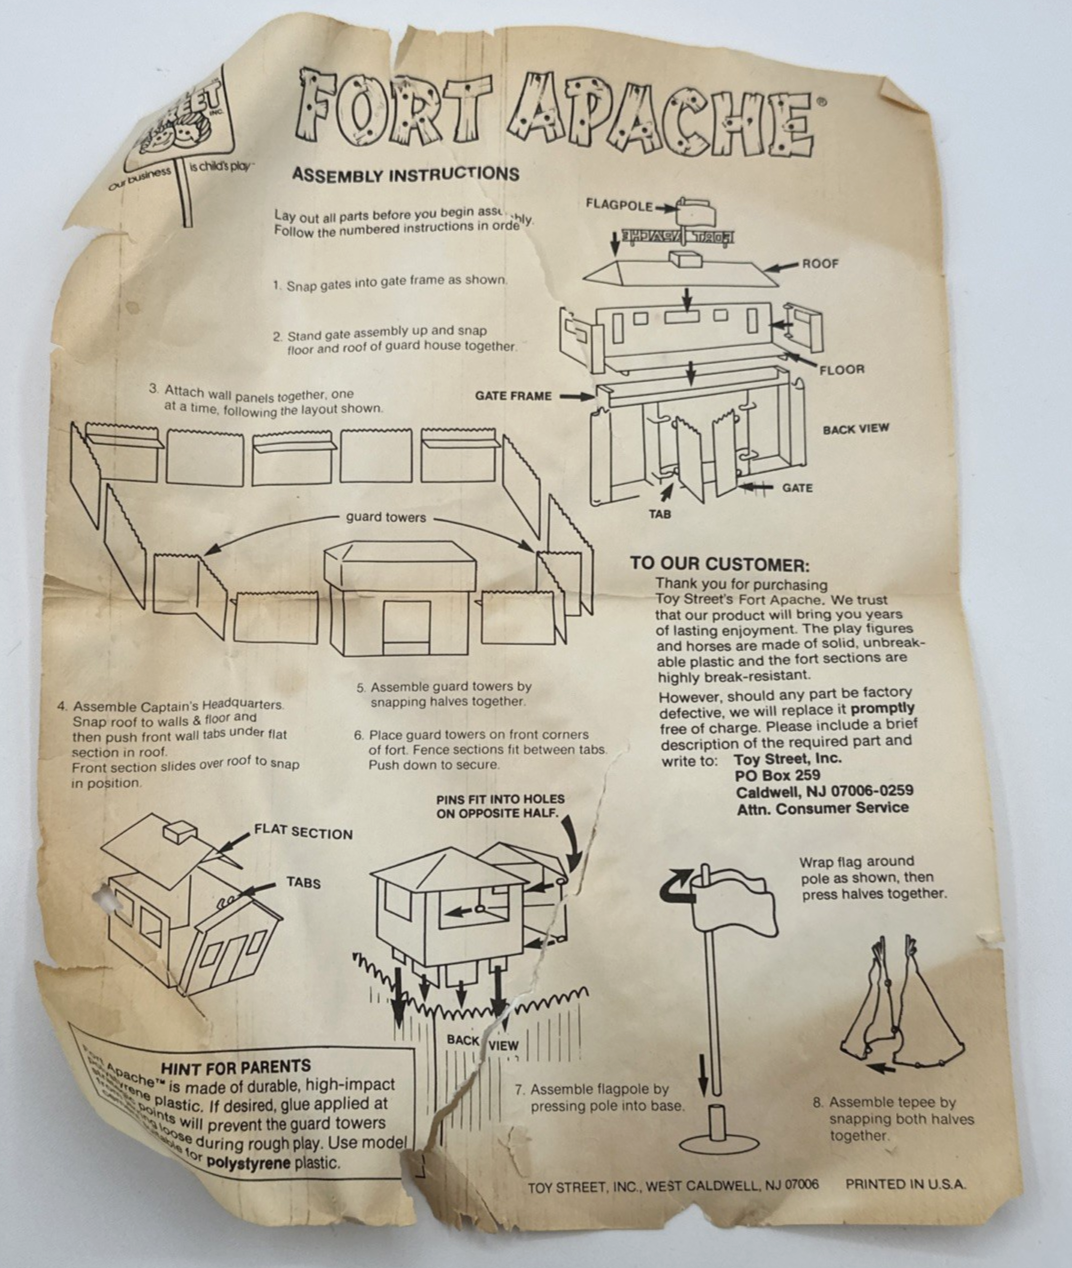 EET
INC.
Our business is child's play™
FORT APACHE®
ASSEMBLY INSTRUCTIONS
Lay out all parts before you begin
Follow the numbered instructions in
1. Snap gates into gate frame as shown.
2. Stand gate assembly up and snap
floor and roof of guard house together.
3. Attach wall panels together, one
at a time, following the layout shown.
FLAGPOLE
ROOF
FLOOR
GATE FRAME
BACK VIEW
GATE
TAB
guard towers
TO OUR CUSTOMER:
Thank you for purchasing
Toy Street's Fort Apache. We trust
that our product will bring you years
of lasting enjoyment. The play figures
and horses are made of solid, unbreak-
able plastic and the fort sections are
highly break-resistant.
However, should any part be factory
defective, we will replace it promptly
free of charge. Please include a brief
description of the required part and
write to: Toy Street, Inc.
PO Box 259
Caldwell, NJ 07006-0259
Attn. Consumer Service
4. Assemble Captain's Headquarters.
Snap roof to walls & floor and
then push front wall tabs under flat
section in roof.
Front section slides over roof to snap
in position.
5. Assemble guard towers by
snapping halves together.
6. Place guard towers on front corners
of fort. Fence sections fit between tabs.
Push down to secure.
FLAT SECTION
TABS
PINS FIT INTO HOLES
ON OPPOSITE HALF.
BACK VIEW
Wrap flag around
pole as shown, then
press halves together.
7. Assemble flagpole by
pressing pole into base.
8. Assemble tepee by
snapping both halves
together.
HINT FOR PARENTS
Apache™ is made of durable, high-impact
plastic. If desired, glue applied at
points will prevent the guard towers
loose during rough play. Use model
for polystyrene plastic.
TOY STREET, INC., WEST CALDWELL, NJ 07006 PRINTED IN U.S.A.